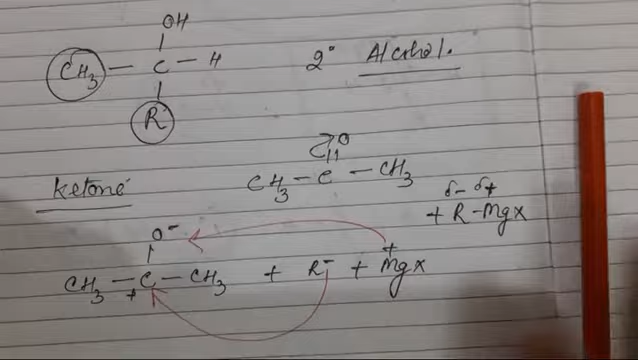 OH
CH3 — C — H 2° Alcohol.
R
Ketone
O
CH3 — C — CH3
δ- δ+
+ R - Mgx
O-
CH3 — C — CH3 + R- + Mgx
+ +